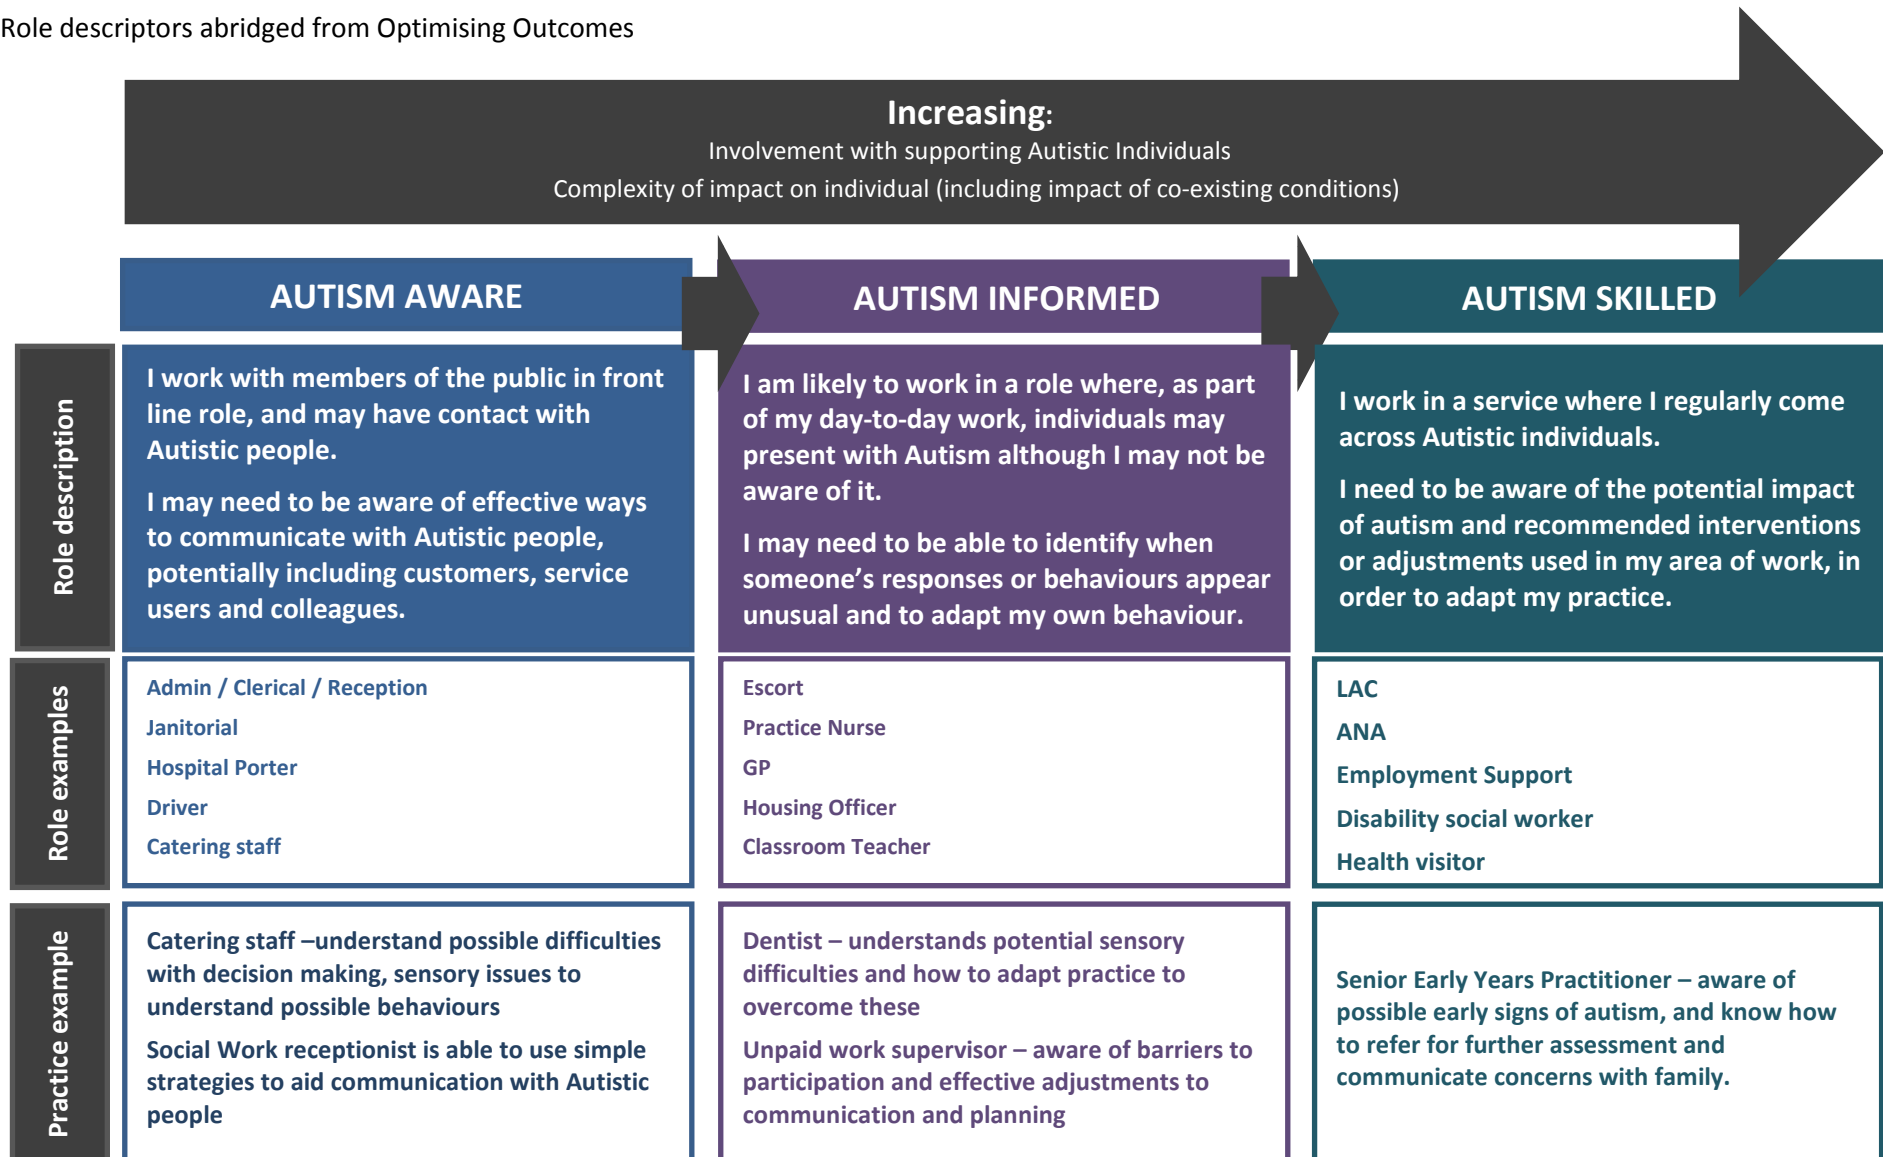 Role descriptors abridged from Optimising Outcomes
Increasing:
Involvement with supporting Autistic Individuals
Complexity of impact on individual (including impact of co-existing conditions)
AUTISM AWARE
AUTISM INFORMED
AUTISM SKILLED
Role description
I work with members of the public in front
line role, and may have contact with
Autistic people.
I may need to be aware of effective ways
to communicate with Autistic people,
potentially including customers, service
users and colleagues.
I am likely to work in a role where, as part
of my day-to-day work, individuals may
present with Autism although I may not be
aware of it.
I may need to be able to identify when
someone’s responses or behaviours appear
unusual and to adapt my own behaviour.
I work in a service where I regularly come
across Autistic individuals.
I need to be aware of the potential impact
of autism and recommended interventions
or adjustments used in my area of work, in
order to adapt my practice.
Role examples
Admin / Clerical / Reception
Janitorial
Hospital Porter
Driver
Catering staff
Escort
Practice Nurse
GP
Housing Officer
Classroom Teacher
LAC
ANA
Employment Support
Disability social worker
Health visitor
Practice example
Catering staff –understand possible difficulties
with decision making, sensory issues to
understand possible behaviours
Social Work receptionist is able to use simple
strategies to aid communication with Autistic
people
Dentist – understands potential sensory
difficulties and how to adapt practice to
overcome these
Unpaid work supervisor – aware of barriers to
participation and effective adjustments to
communication and planning
Senior Early Years Practitioner – aware of
possible early signs of autism, and know how
to refer for further assessment and
communicate concerns with family.